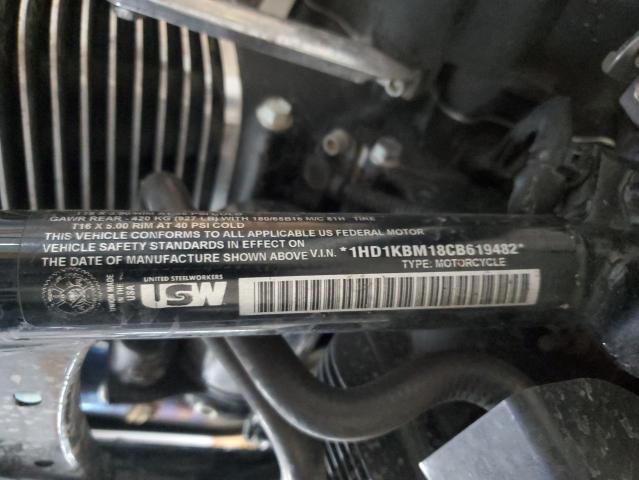 GAWR REAR - 420 KG (927 LB) WITH 180/65B16 M/C 81H TIRE
T16 X 5.00 RIM AT 40 PSI COLD
THIS VEHICLE CONFORMS TO ALL APPLICABLE US FEDERAL MOTOR
VEHICLE SAFETY STANDARDS IN EFFECT ON
THE DATE OF MANUFACTURE SHOWN ABOVE V.I.N. *1HD1KBM18CB619482*
TYPE: MOTORCYCLE
UNION MADE
IN THE
USA
UNITED STEELWORKERS
USW